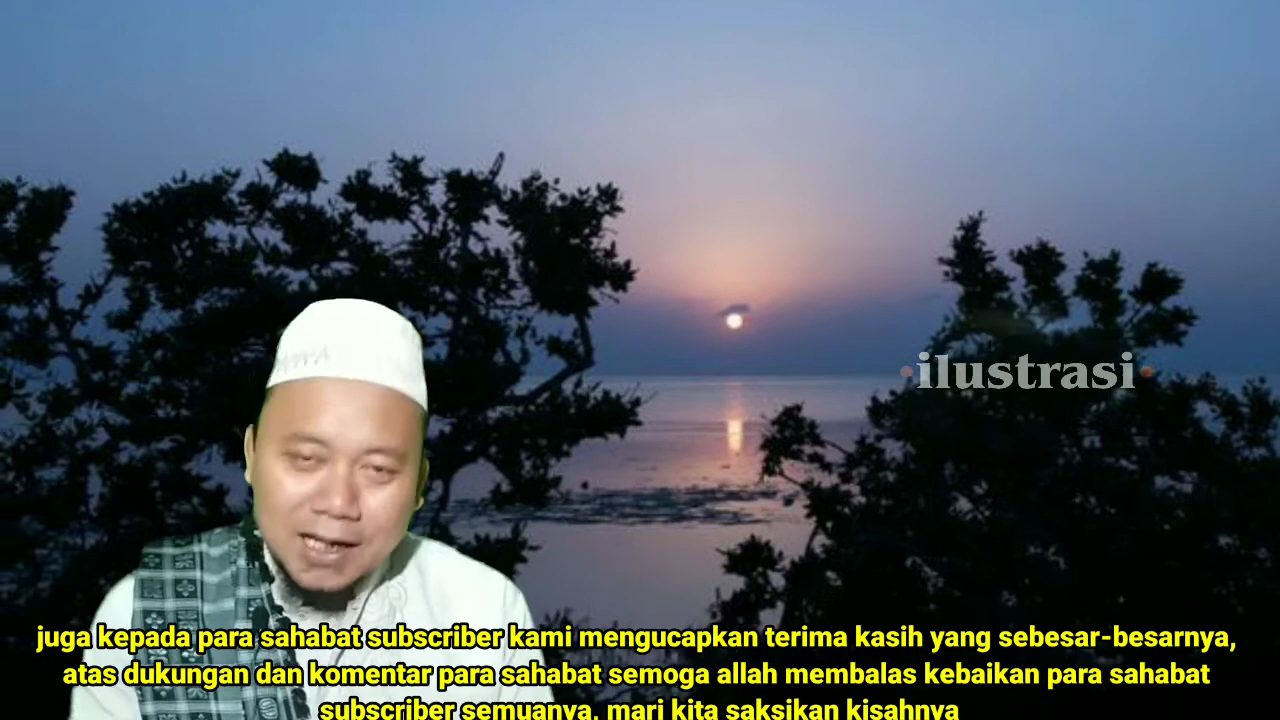 •ilustrasi•
juga kepada para sahabat subscriber kami mengucapkan terima kasih yang sebesar-besarnya,
atas dukungan dan komentar para sahabat semoga allah membalas kebaikan para sahabat
subscriber semuanya, mari kita saksikan kisahnya